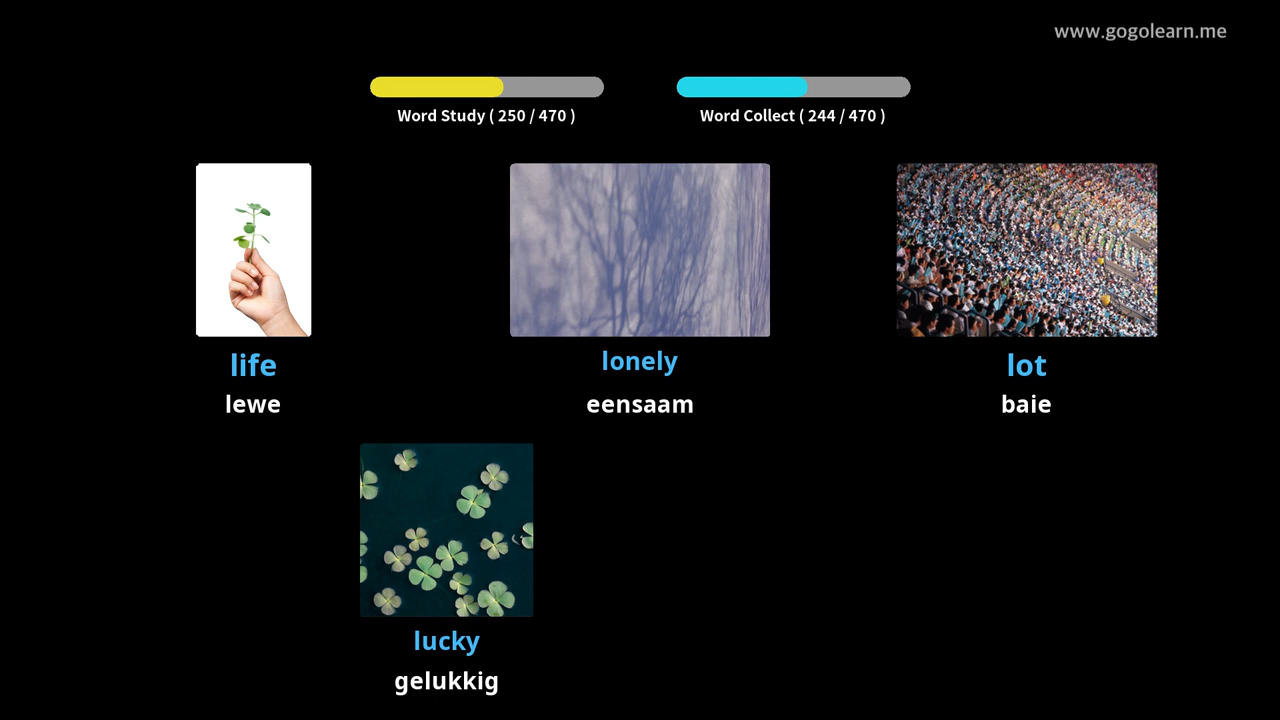 www.gogolearn.me
Word Study ( 250 / 470 )
Word Collect ( 244 / 470 )
life
lewe
lonely
eensaam
lot
baie
lucky
gelukkig